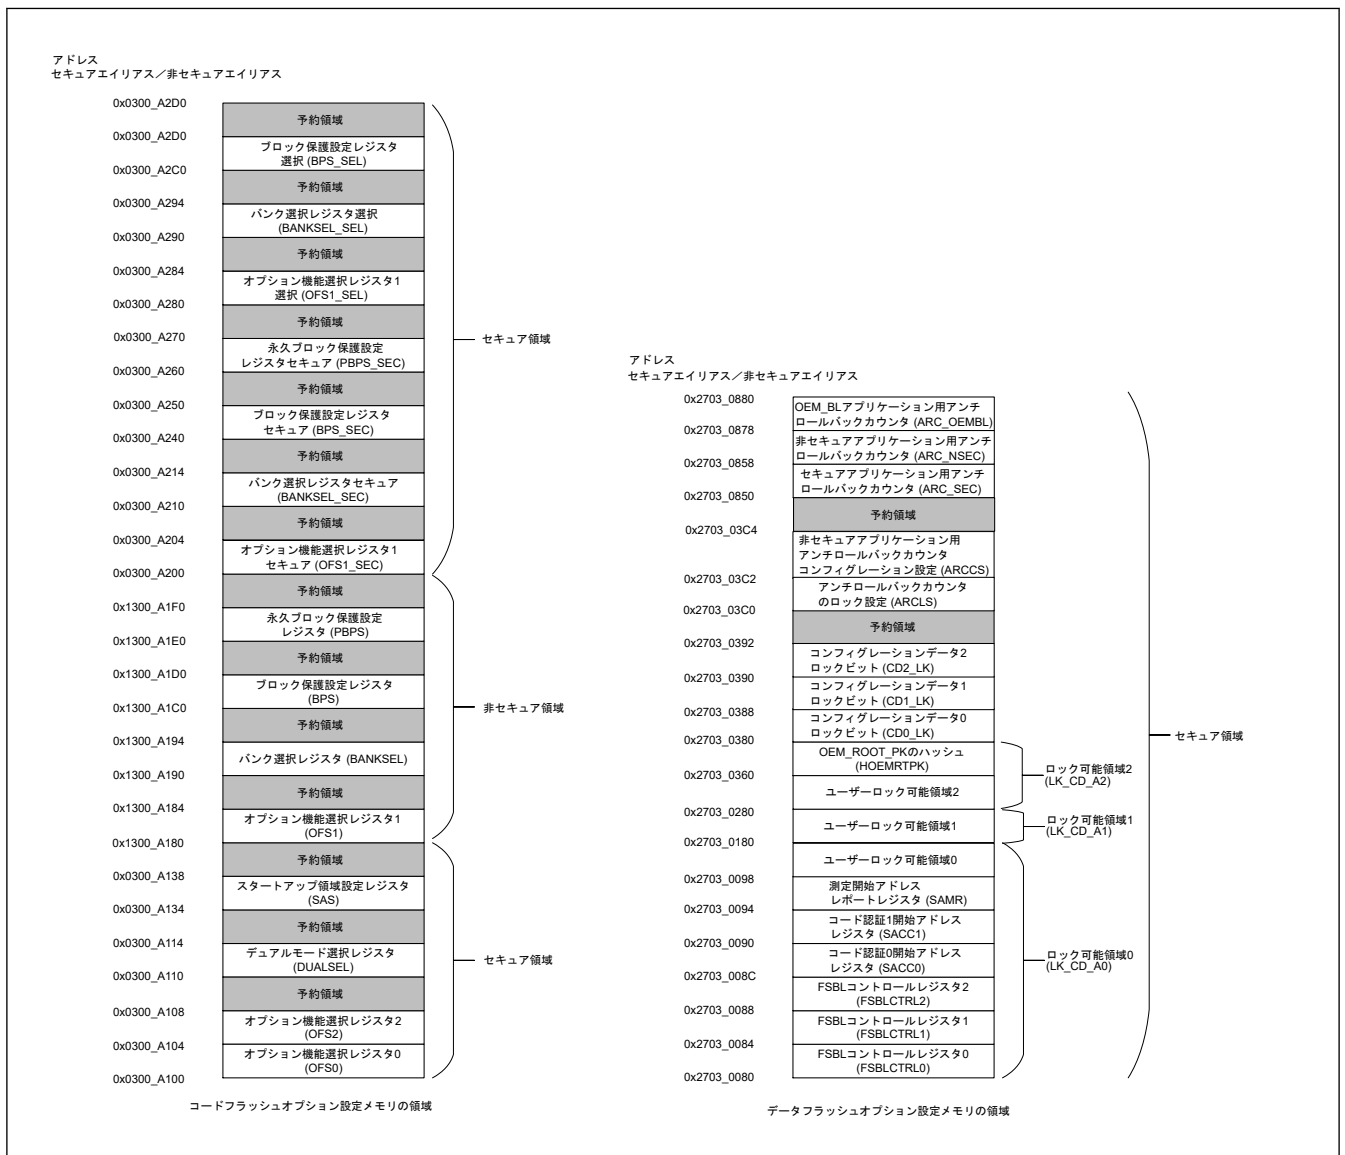 アドレス
セキュアエイリアス／非セキュアエイリアス
0x0300_A2D0
予約領域
0x0300_A2D0
ブロック保護設定レジスタ
選択 (BPS_SEL)
0x0300_A2C0
予約領域
0x0300_A294
バンク選択レジスタ選択
(BANKSEL_SEL)
0x0300_A290
予約領域
0x0300_A284
オプション機能選択レジスタ1
選択 (OFS1_SEL)
0x0300_A280
予約領域
0x0300_A270
永久ブロック保護設定
レジスタセキュア (PBPS_SEC)
0x0300_A260
予約領域
0x0300_A250
ブロック保護設定レジスタ
セキュア (BPS_SEC)
0x0300_A240
予約領域
0x0300_A214
バンク選択レジスタセキュア
(BANKSEL_SEC)
0x0300_A210
予約領域
0x0300_A204
オプション機能選択レジスタ1
セキュア (OFS1_SEC)
0x0300_A200
セキュア領域
予約領域
0x1300_A1F0
永久ブロック保護設定
レジスタ (PBPS)
0x1300_A1E0
予約領域
0x1300_A1D0
ブロック保護設定レジスタ
(BPS)
0x1300_A1C0
予約領域
0x1300_A194
バンク選択レジスタ (BANKSEL)
0x1300_A190
予約領域
0x1300_A184
オプション機能選択レジスタ1
(OFS1)
0x1300_A180
非セキュア領域
予約領域
0x0300_A138
スタートアップ領域設定レジスタ
(SAS)
0x0300_A134
予約領域
0x0300_A114
デュアルモード選択レジスタ
(DUALSEL)
0x0300_A110
予約領域
0x0300_A108
オプション機能選択レジスタ2
(OFS2)
0x0300_A104
オプション機能選択レジスタ0
(OFS0)
0x0300_A100
セキュア領域
コードフラッシュオプション設定メモリの領域
アドレス
セキュアエイリアス／非セキュアエイリアス
0x2703_0880
OEM_BLアプリケーション用アンチ
ロールバックカウンタ (ARC_OEMBL)
0x2703_0878
非セキュアアプリケーション用アンチ
ロールバックカウンタ (ARC_NSEC)
0x2703_0858
セキュアアプリケーション用アンチ
ロールバックカウンタ (ARC_SEC)
0x2703_0850
予約領域
0x2703_03C4
非セキュアアプリケーション用
アンチロールバックカウンタ
コンフィグレーション設定 (ARCCS)
0x2703_03C2
アンチロールバックカウンタ
のロック設定 (ARCLS)
0x2703_03C0
予約領域
0x2703_0392
コンフィグレーションデータ2
ロックビット (CD2_LK)
0x2703_0390
コンフィグレーションデータ1
ロックビット (CD1_LK)
0x2703_0388
コンフィグレーションデータ0
ロックビット (CD0_LK)
0x2703_0380
OEM_ROOT_PKのハッシュ
(HOEMRTPK)
0x2703_0360
ユーザーロック可能領域2
0x2703_0280
ロック可能領域2
(LK_CD_A2)
ユーザーロック可能領域1
0x2703_0180
ロック可能領域1
(LK_CD_A1)
ユーザーロック可能領域0
0x2703_0098
測定開始アドレス
レポートレジスタ (SAMR)
0x2703_0094
コード認証1開始アドレス
レジスタ (SACC1)
0x2703_0090
コード認証0開始アドレス
レジスタ (SACC0)
0x2703_008C
FSBLコントロールレジスタ2
(FSBLCTRL2)
0x2703_0088
FSBLコントロールレジスタ1
(FSBLCTRL1)
0x2703_0084
FSBLコントロールレジスタ0
(FSBLCTRL0)
0x2703_0080
ロック可能領域0
(LK_CD_A0)
セキュア領域
データフラッシュオプション設定メモリの領域